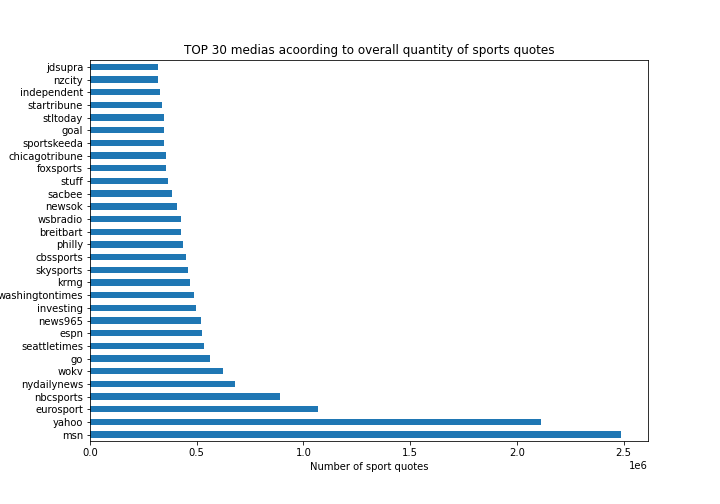 TOP 30 medias acoording to overall quantity of sports quotes
jdsupra
nzcity
independent
startribune
stltoday
goal
sportskeeda
chicagotribune
foxsports
stuff
sacbee
newsok
wsbradio
breitbart
philly
cbssports
skysports
krmg
washingtontimes
investing
news965
espn
seattletimes
go
wokv
nydailynews
nbcsports
eurosport
yahoo
msn
0.0 0.5 1.0 1.5 2.0 2.5
Number of sport quotes
1e6